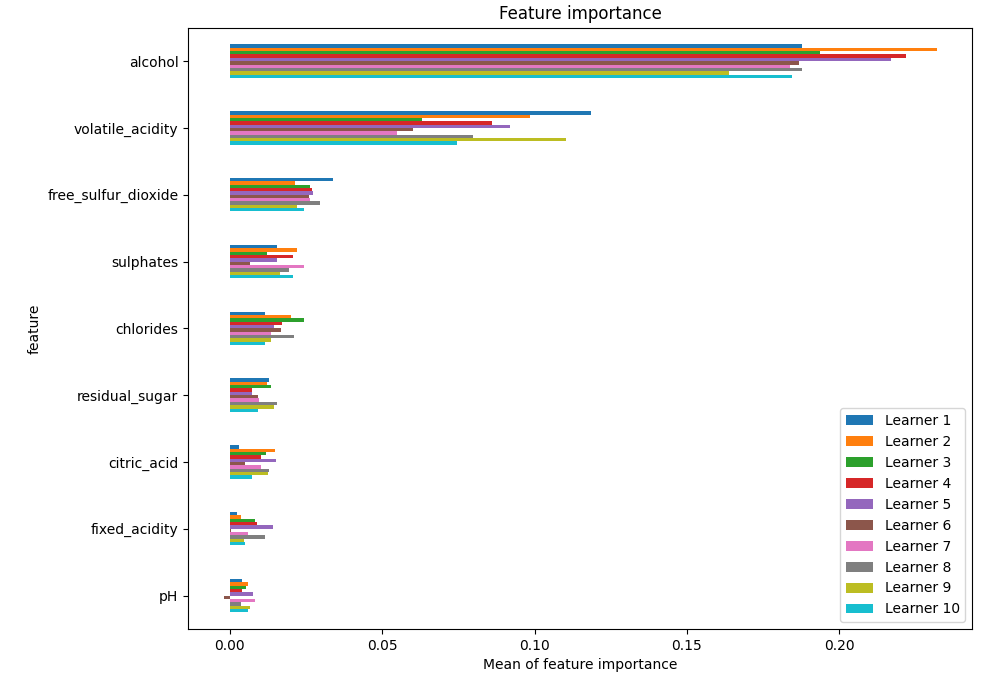 Feature importance
alcohol
volatile_acidity
free_sulfur_dioxide
sulphates
chlorides
residual_sugar
citric_acid
fixed_acidity
pH
feature
Learner 1
Learner 2
Learner 3
Learner 4
Learner 5
Learner 6
Learner 7
Learner 8
Learner 9
Learner 10
0.00 0.05 0.10 0.15 0.20
Mean of feature importance